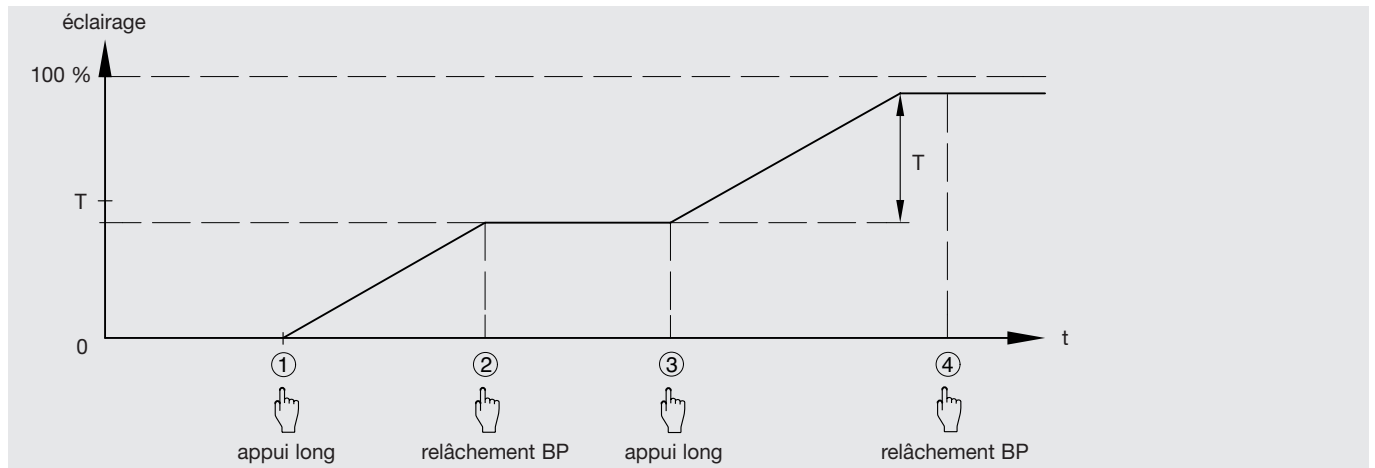 éclairage
100 %
T
T
0
t
① ② ③ ④
appui long relâchement BP appui long relâchement BP